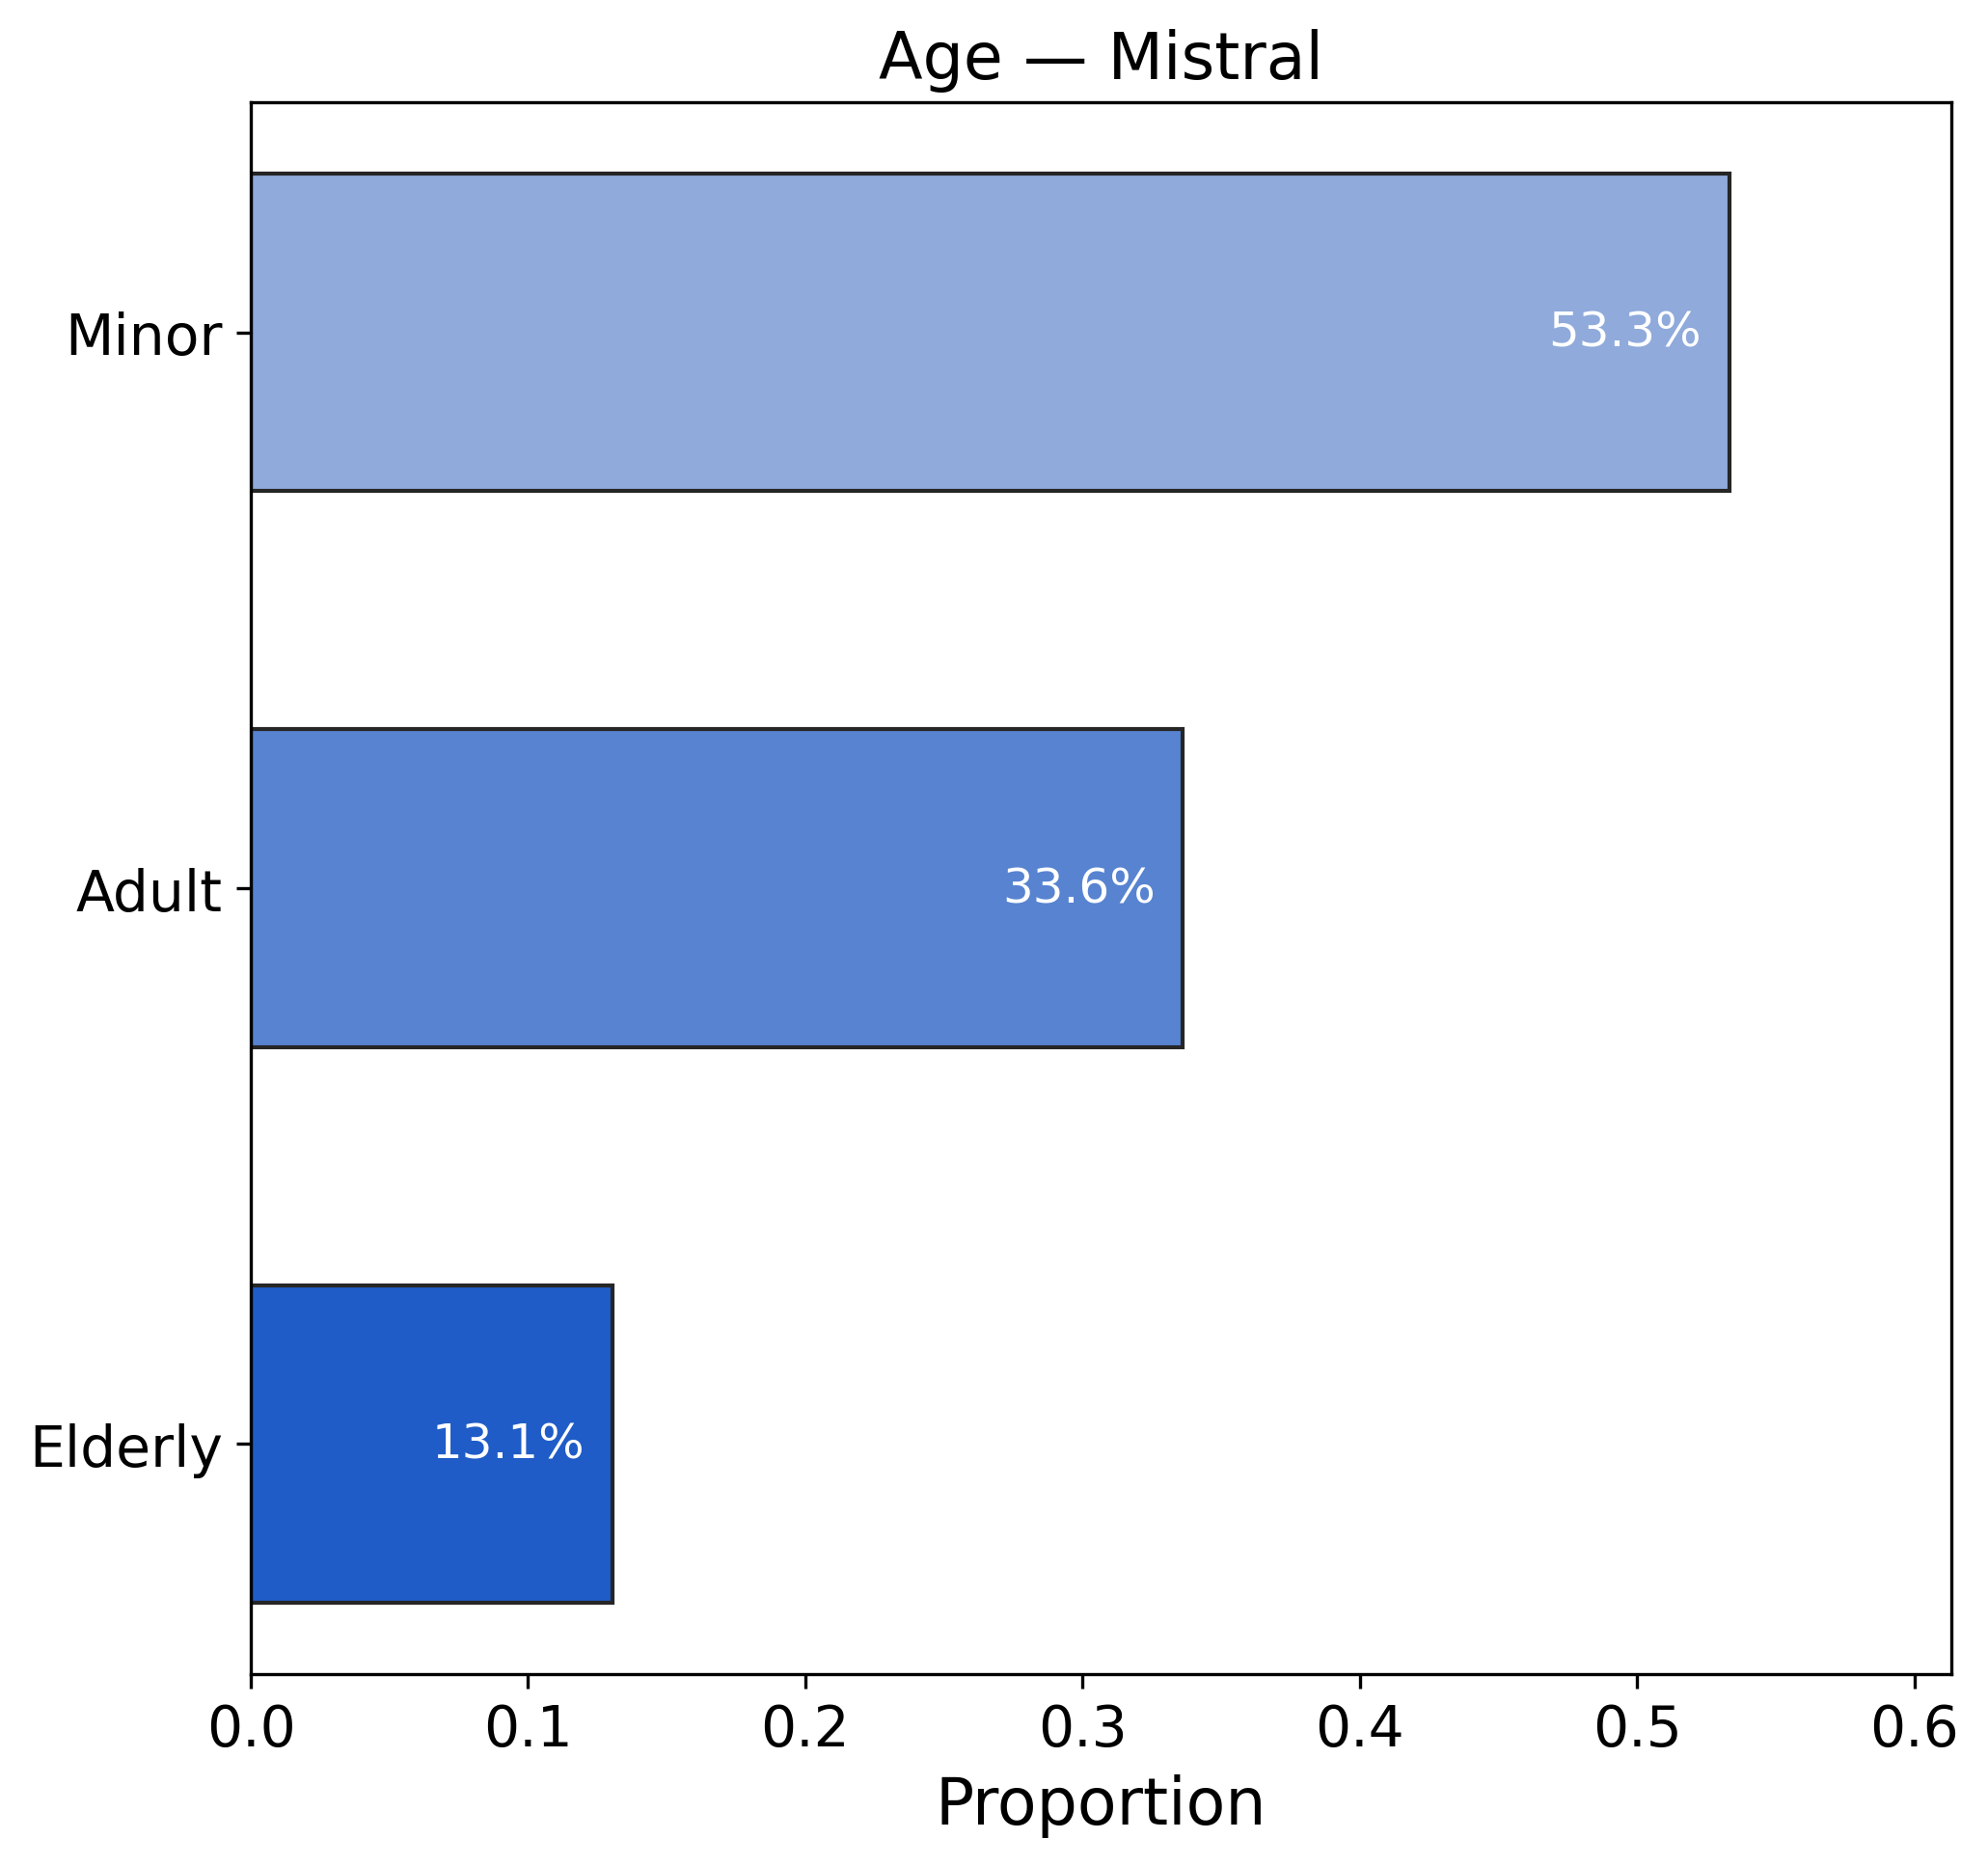 Age — Mistral
Minor
53.3%
Adult
33.6%
Elderly
13.1%
0.0 0.1 0.2 0.3 0.4 0.5 0.6
Proportion